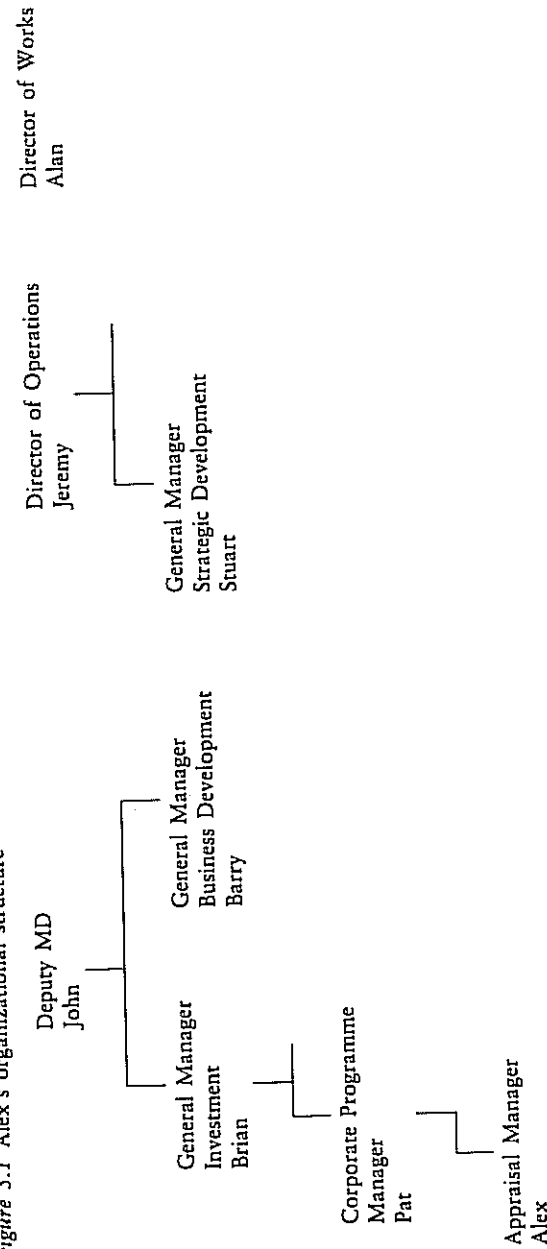 Figure 3.1 Alex's organizational structure
Deputy MD
John
Director of Operations
Jeremy
Director of Works
Alan
General Manager
Investment
Brian
General Manager
Business Development
Barry
General Manager
Strategic Development
Stuart
Corporate Programme
Manager
Pat
Appraisal Manager
Alex